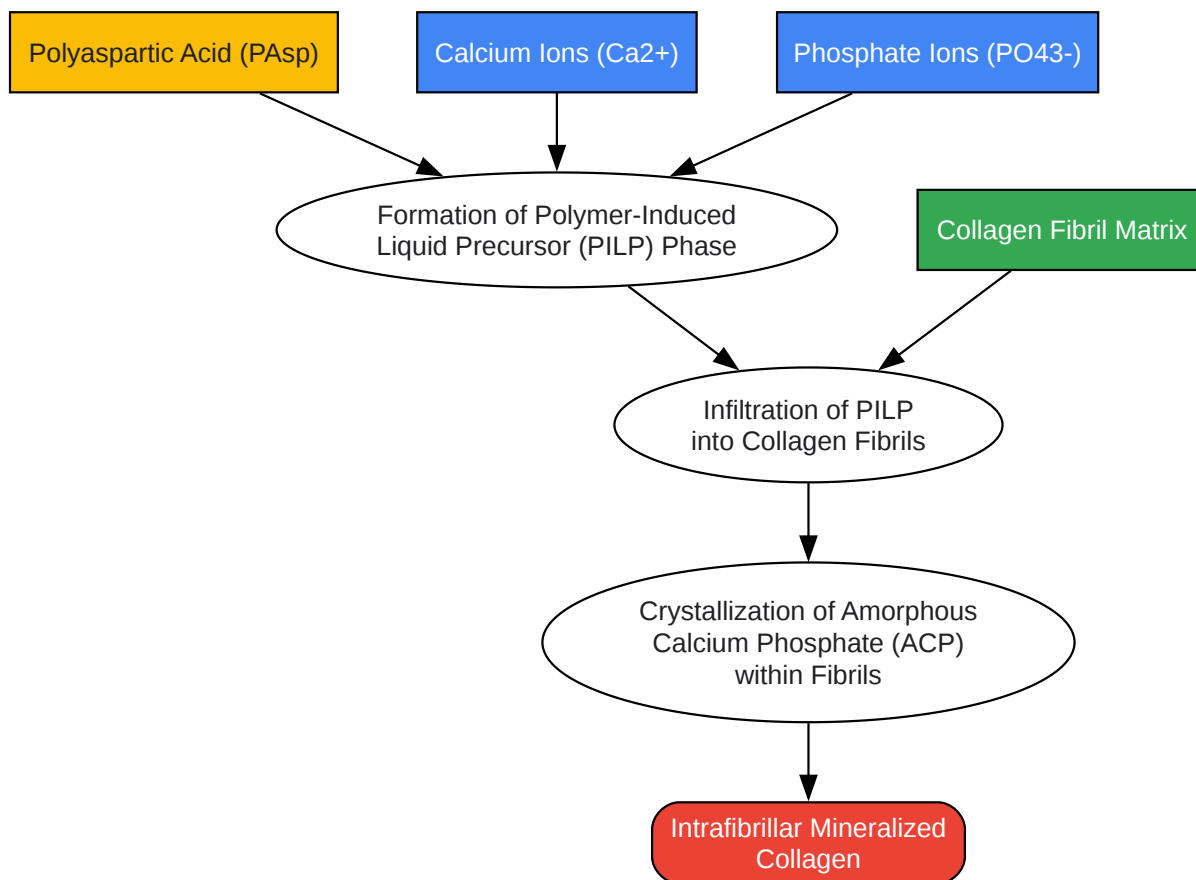 Polyaspartic Acid (PAsp)
Calcium Ions (Ca2+)
Phosphate Ions (PO43-)
Formation of Polymer-Induced
Liquid Precursor (PILP) Phase
Collagen Fibril Matrix
Infiltration of PILP
into Collagen Fibrils
Crystallization of Amorphous
Calcium Phosphate (ACP)
within Fibrils
Intrafibrillar Mineralized
Collagen